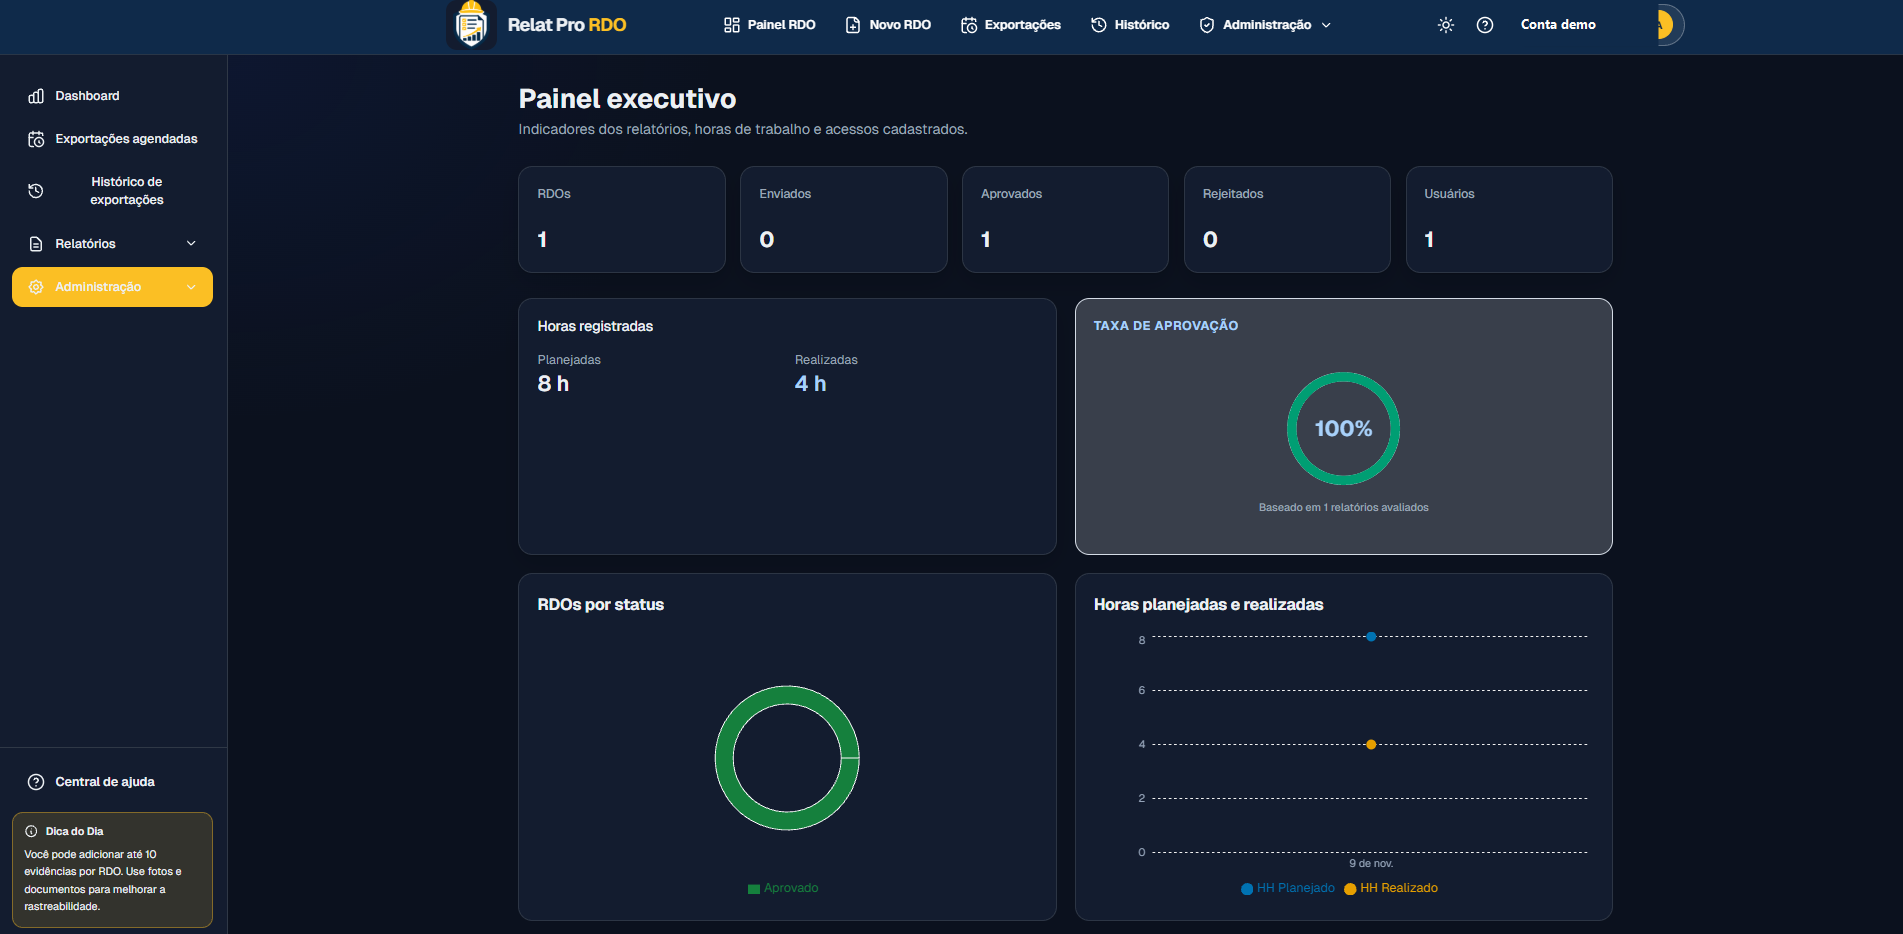 Relat Pro RDO
Painel RDO
Novo RDO
Exportações
Histórico
Administração
Conta demo
Dashboard
Exportações agendadas
Histórico de
exportações
Relatórios
Administração
Central de ajuda
Dica do Dia
Você pode adicionar até 10
evidências por RDO. Use fotos e
documentos para melhorar a
rastreabilidade.
Painel executivo
Indicadores dos relatórios, horas de trabalho e acessos cadastrados.
RDOs
1
Enviados
0
Aprovados
1
Rejeitados
0
Usuários
1
Horas registradas
Planejadas
8 h
Realizadas
4 h
TAXA DE APROVAÇÃO
100%
Baseado em 1 relatórios avaliados
RDOs por status
Aprovado
Horas planejadas e realizadas
8
6
4
2
0
9 de nov.
HH Planejado
HH Realizado